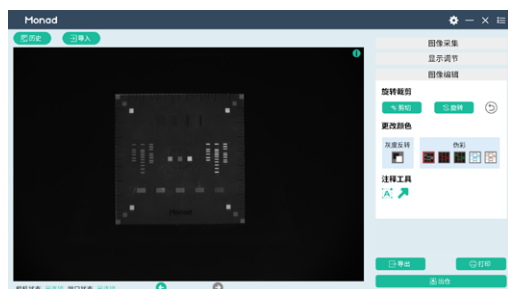 Monad
历史
导入
图像采集
显示调节
图像编辑
旋转裁剪
剪切
旋转
更改颜色
灰度反转
伪彩
注释工具
Monad
导出
打印